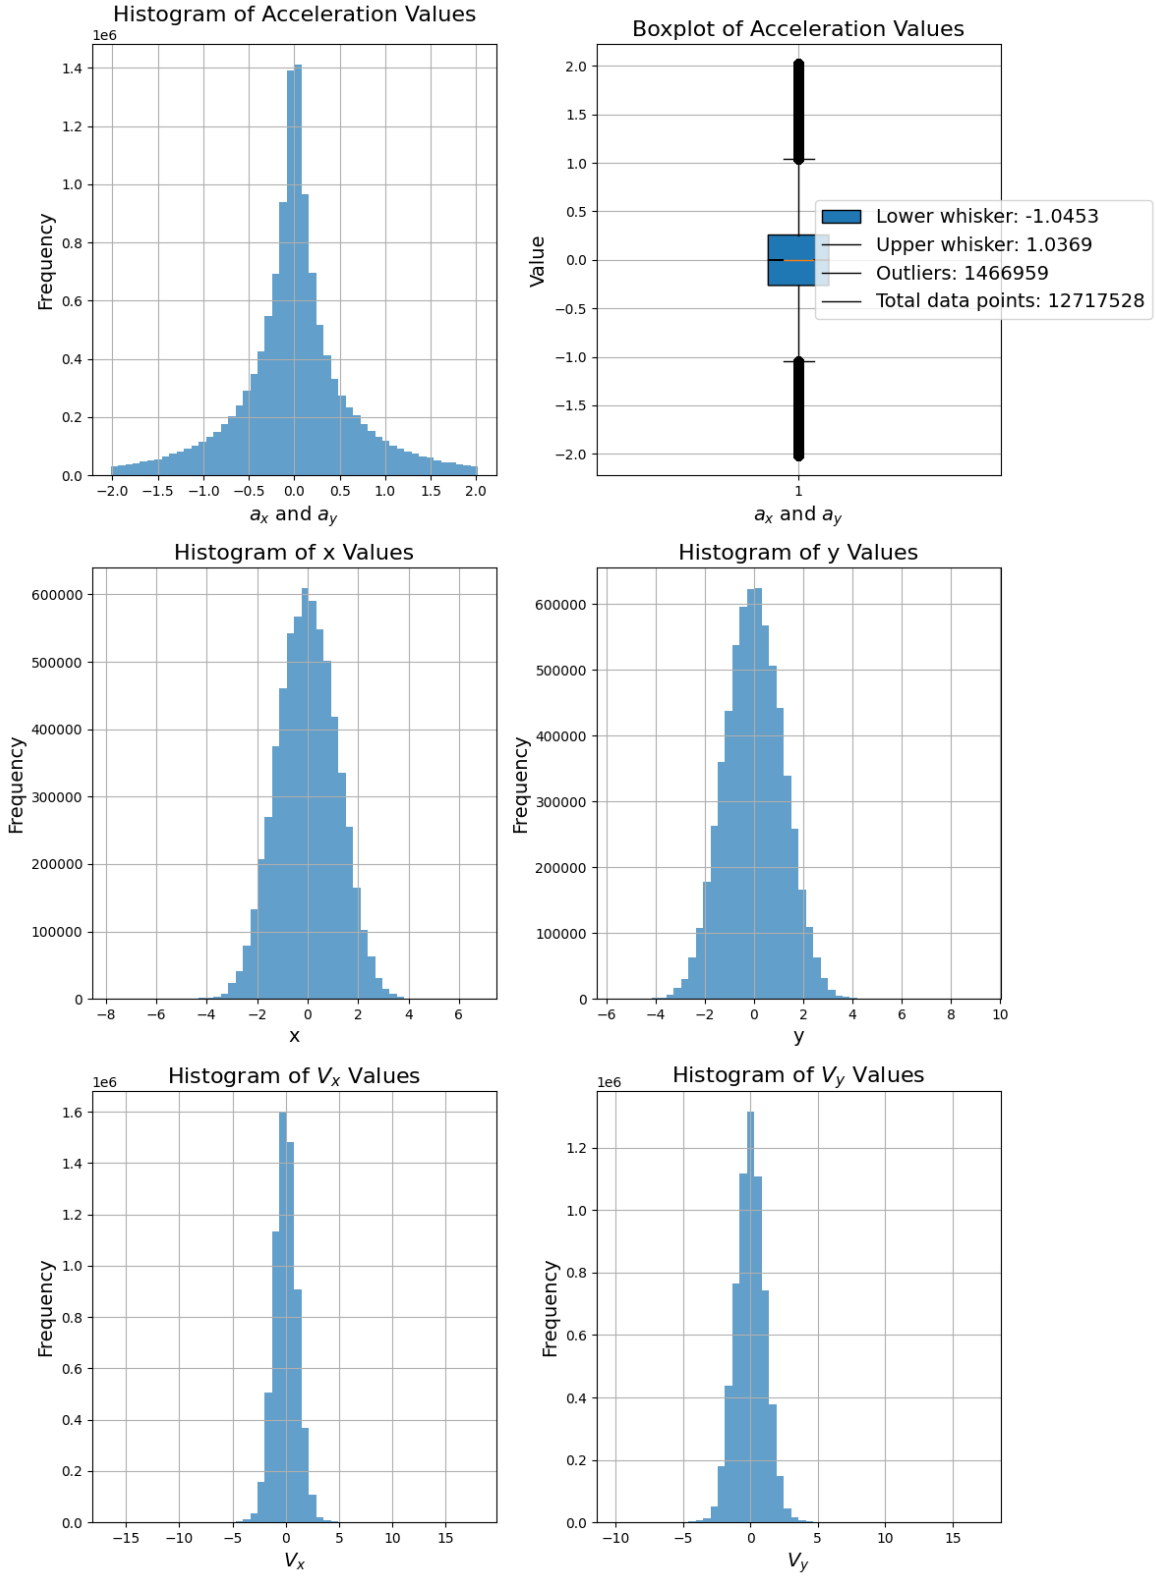 Histogram of Acceleration Values
1e6
1.4
1.2
1.0
0.8
0.6
0.4
0.2
0.0
Frequency
−2.0 −1.5 −1.0 −0.5 0.0 0.5 1.0 1.5 2.0
a_x and a_y
Boxplot of Acceleration Values
2.0
1.5
1.0
0.5
0.0
−0.5
−1.0
−1.5
−2.0
Value
Lower whisker: -1.0453
Upper whisker: 1.0369
Outliers: 1466959
Total data points: 12717528
1
a_x and a_y
Histogram of x Values
600000
500000
400000
300000
200000
100000
0
Frequency
−8 −6 −4 −2 0 2 4 6
x
Histogram of y Values
600000
500000
400000
300000
200000
100000
0
Frequency
−6 −4 −2 0 2 4 6 8 10
y
Histogram of V_x Values
1e6
1.6
1.4
1.2
1.0
0.8
0.6
0.4
0.2
0.0
Frequency
−15 −10 −5 0 5 10 15
V_x
Histogram of V_y Values
1e6
1.2
1.0
0.8
0.6
0.4
0.2
0.0
Frequency
−10 −5 0 5 10 15
V_y